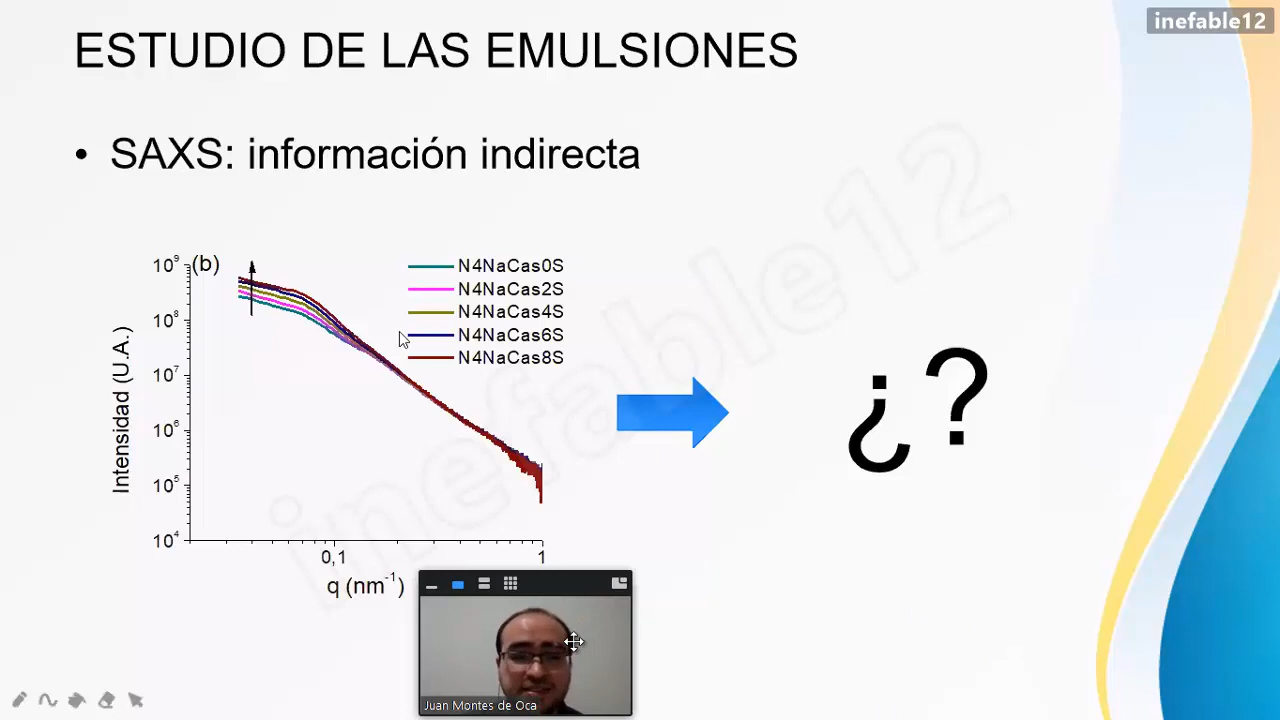 inefable12
ESTUDIO DE LAS EMULSIONES
• SAXS: información indirecta
inefable12
(b)
10⁹
10⁸
10⁷
10⁶
10⁵
10⁴
Intensidad (U.A.)
N4NaCas0S
N4NaCas2S
N4NaCas4S
N4NaCas6S
N4NaCas8S
0,1
1
q (nm⁻¹)
¿?
Juan Montes de Oca